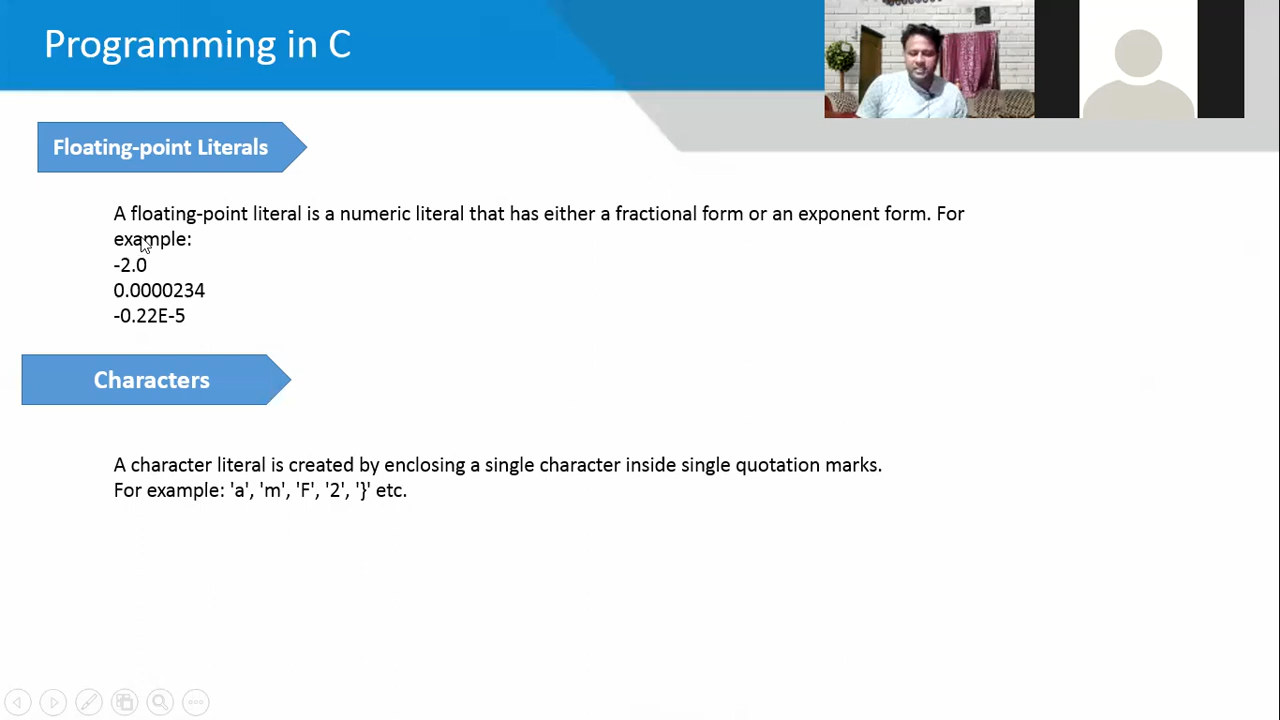 Programming in C
Floating-point Literals
A floating-point literal is a numeric literal that has either a fractional form or an exponent form. For
example:
-2.0
0.0000234
-0.22E-5
Characters
A character literal is created by enclosing a single character inside single quotation marks.
For example: 'a', 'm', 'F', '2', '}' etc.